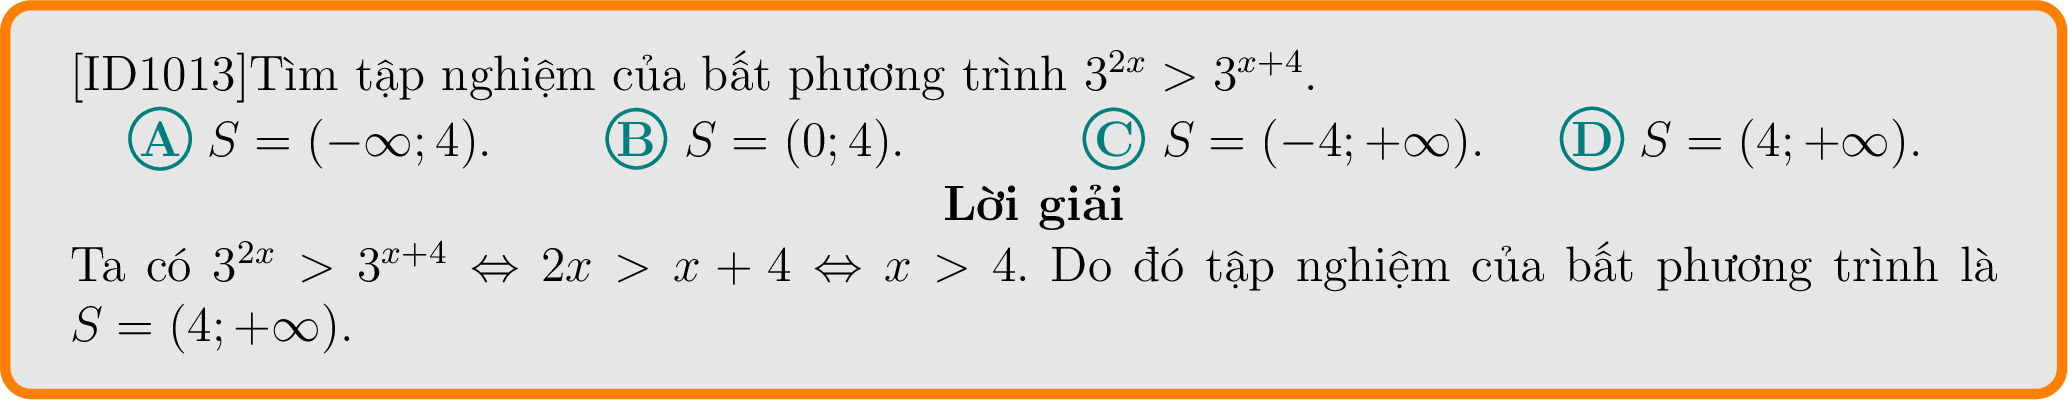 [ID1013]Tìm tập nghiệm của bất phương trình $3^{2x} > 3^{x+4}$.
A $S = (-\infty; 4)$. B $S = (0; 4)$. C $S = (-4; +\infty)$. D $S = (4; +\infty)$.
Lời giải
Ta có $3^{2x} > 3^{x+4} \Leftrightarrow 2x > x + 4 \Leftrightarrow x > 4$. Do đó tập nghiệm của bất phương trình là
$S = (4; +\infty)$.